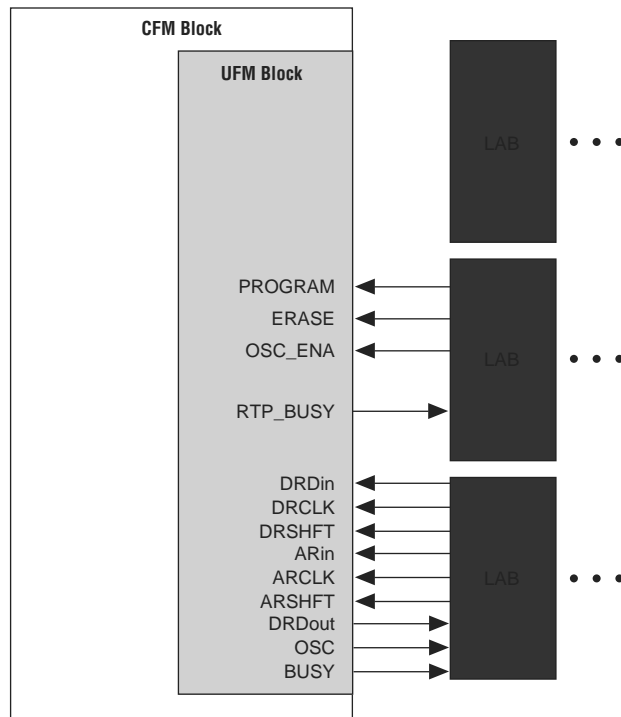 CFM Block
UFM Block
LAB
PROGRAM
ERASE
OSC_ENA
LAB
RTP_BUSY
DRDin
DRCLK
DRSHFT
ARin
ARCLK
LAB
ARSHFT
DRDout
OSC
BUSY